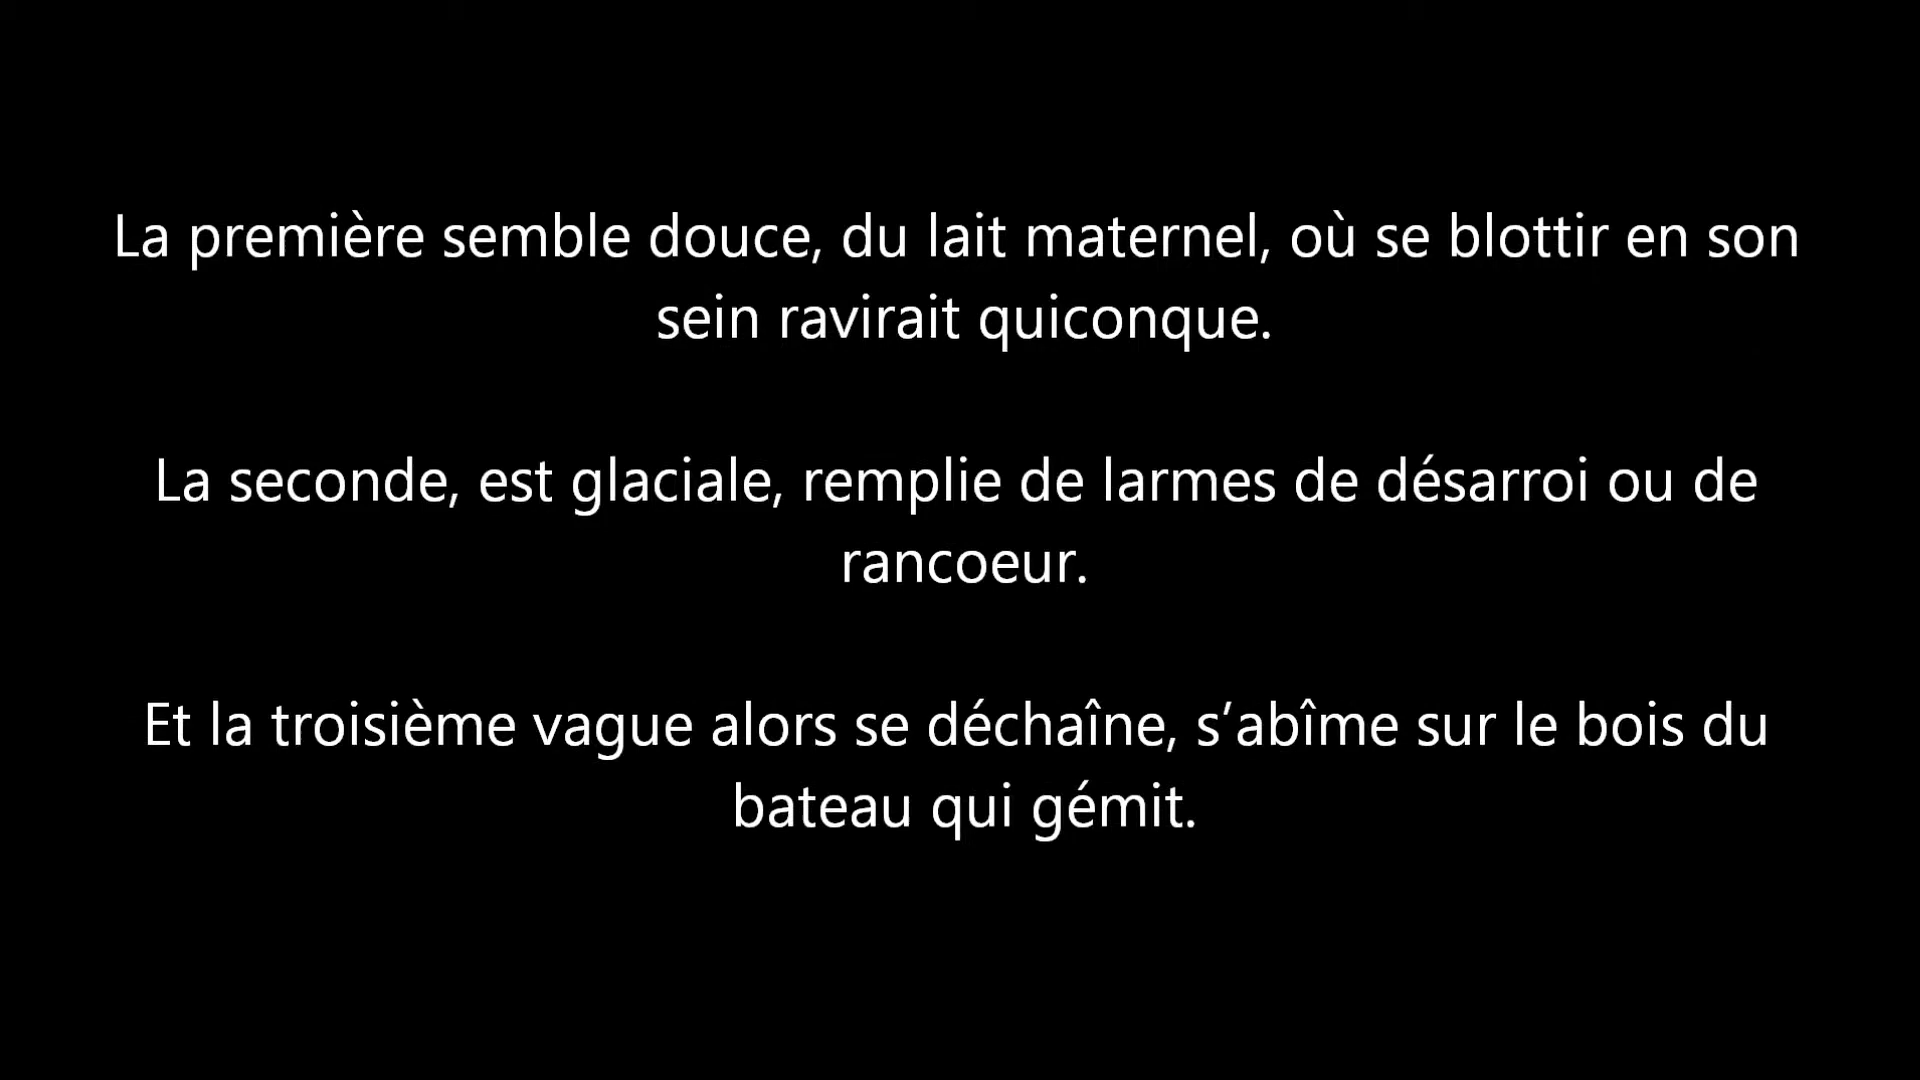 La première semble douce, du lait maternel, où se blottir en son
sein ravirait quiconque.
La seconde, est glaciale, remplie de larmes de désarroi ou de
rancoeur.
Et la troisième vague alors se déchaîne, s’abîme sur le bois du
bateau qui gémit.